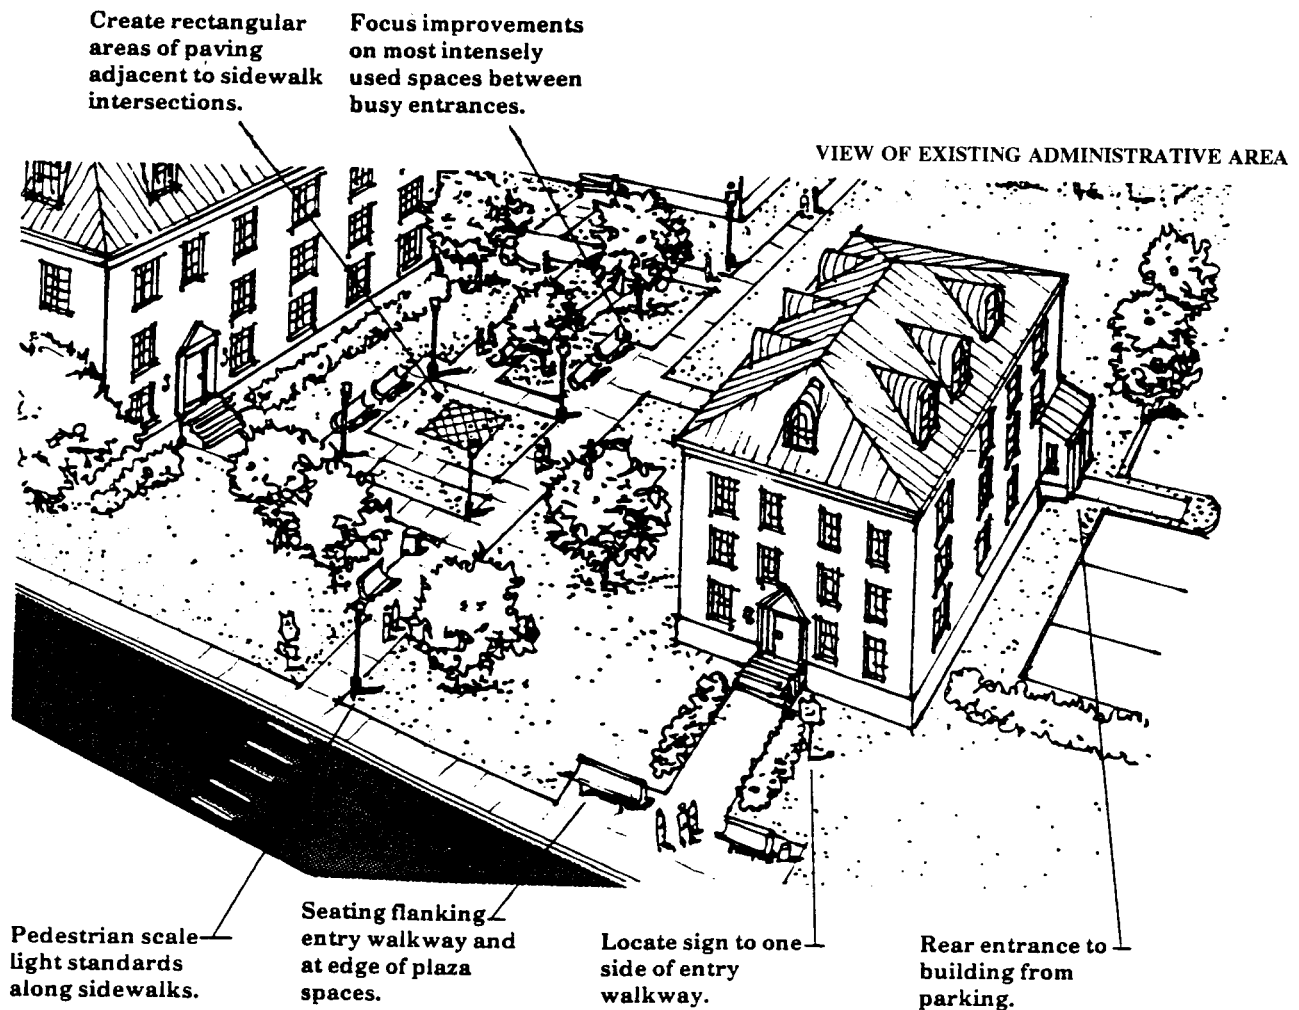 Create rectangular
areas of paving
adjacent to sidewalk
intersections.
Focus improvements
on most intensely
used spaces between
busy entrances.
VIEW OF EXISTING ADMINISTRATIVE AREA
Pedestrian scale
light standards
along sidewalks.
Seating flanking
entry walkway and
at edge of plaza
spaces.
Locate sign to one
side of entry
walkway.
Rear entrance to
building from
parking.